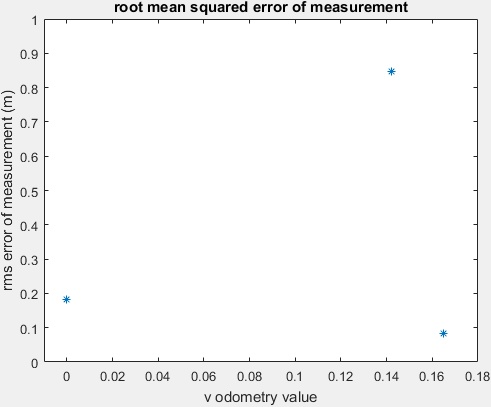 root mean squared error of measurement
rms error of measurement (m)
1
0.9
0.8
0.7
0.6
0.5
0.4
0.3
0.2
0.1
0
0 0.02 0.04 0.06 0.08 0.1 0.12 0.14 0.16 0.18
v odometry value